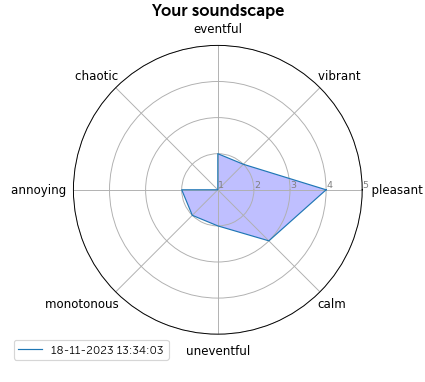 Your soundscape
eventful
chaotic
vibrant
annoying
1
2
3
4
5
pleasant
monotonous
calm
uneventful
18-11-2023 13:34:03